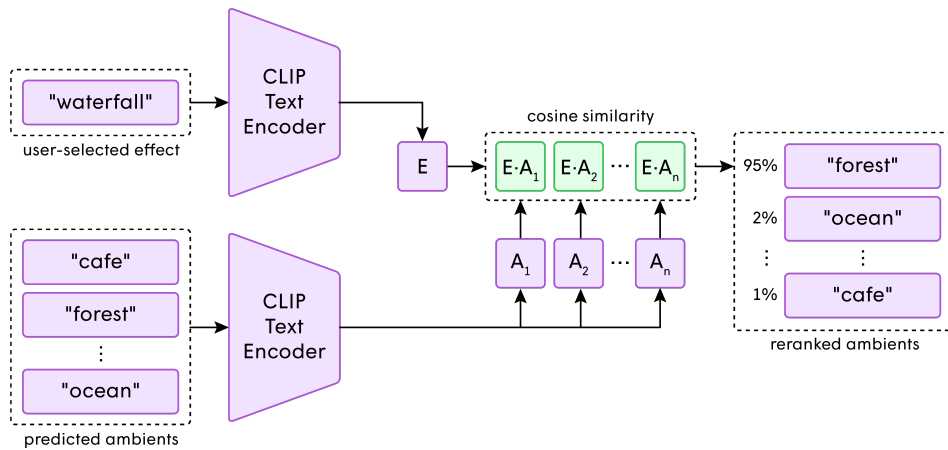 "waterfall"
user-selected effect
CLIP
Text
Encoder
E
cosine similarity
E·A₁
E·A₂
...
E·Aₙ
95%
"forest"
2%
"ocean"
⋮
⋮
1%
"cafe"
reranked ambients
"cafe"
"forest"
⋮
"ocean"
predicted ambients
CLIP
Text
Encoder
A₁
A₂
...
Aₙ